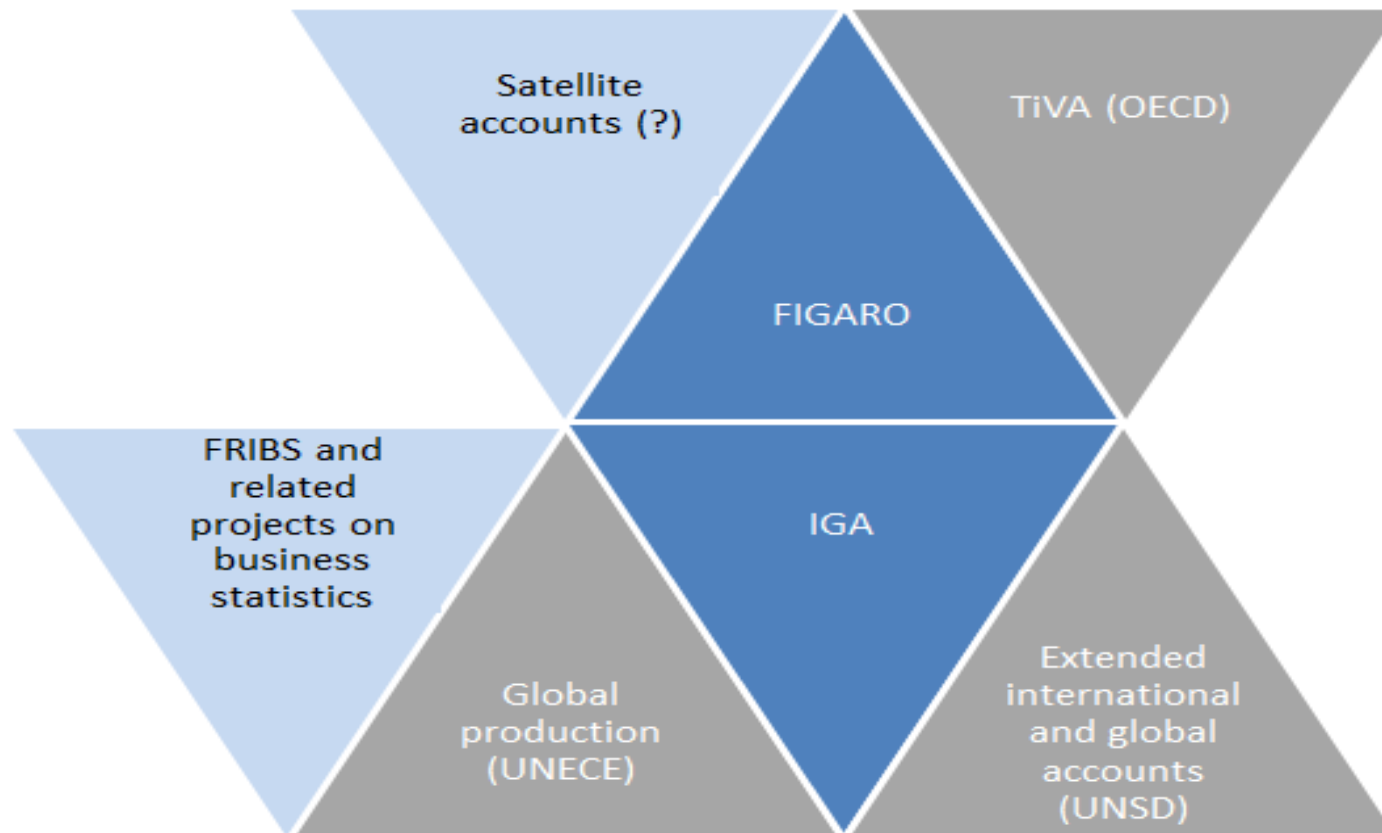 Satellite
accounts (?)
TiVA (OECD)
FIGARO
FRIBS and
related
projects on
business
statistics
IGA
Global
production
(UNECE)
Extended
international
and global
accounts
(UNSD)